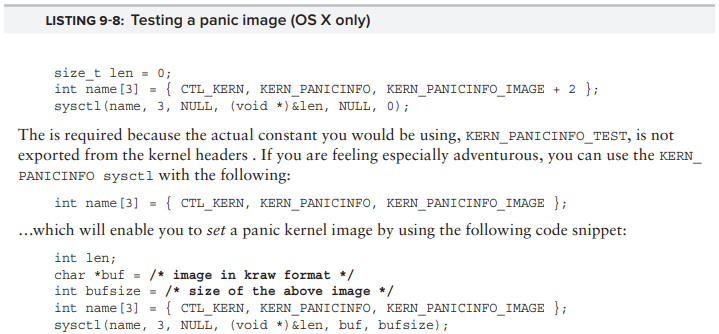 LISTING 9-8: Testing a panic image (OS X only)
size_t len = 0;
int name[3] = { CTL_KERN, KERN_PANICINFO, KERN_PANICINFO_IMAGE + 2 };
sysctl(name, 3, NULL, (void *)&len, NULL, 0);
The is required because the actual constant you would be using, KERN_PANICINFO_TEST, is not
exported from the kernel headers . If you are feeling especially adventurous, you can use the KERN_
PANICINFO sysctl with the following:
int name[3] = { CTL_KERN, KERN_PANICINFO, KERN_PANICINFO_IMAGE };
…which will enable you to set a panic kernel image by using the following code snippet:
int len;
char *buf = /* image in kraw format */
int bufsize = /* size of the above image */
int name[3] = { CTL_KERN, KERN_PANICINFO, KERN_PANICINFO_IMAGE };
sysctl(name, 3, NULL, (void *)&len, buf, bufsize);